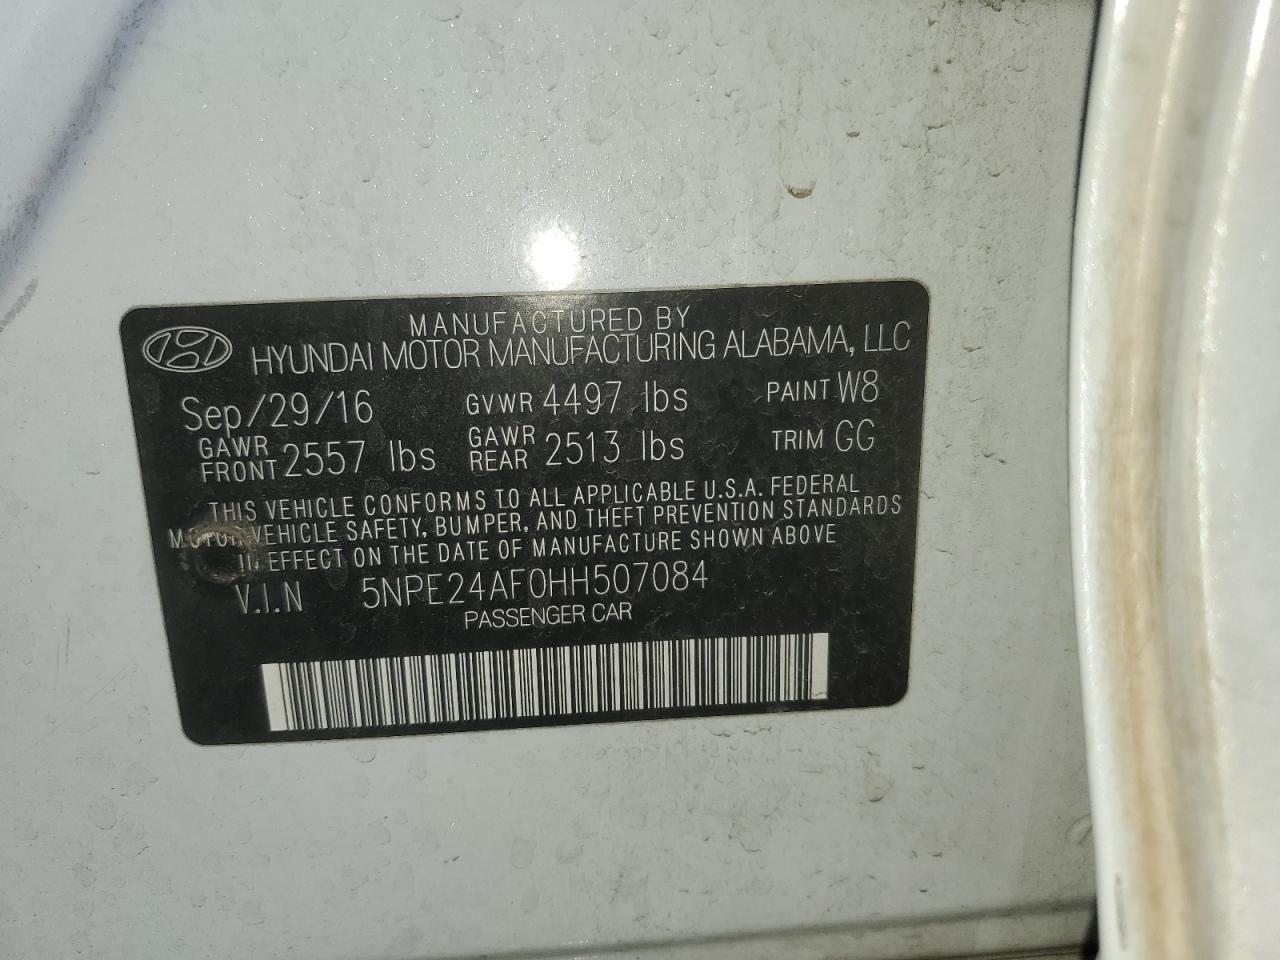 MANUFACTURED BY
HYUNDAI MOTOR MANUFACTURING ALABAMA, LLC
Sep/29/16 GVWR 4497 lbs PAINT W8
GAWR FRONT 2557 lbs GAWR REAR 2513 lbs TRIM GG
THIS VEHICLE CONFORMS TO ALL APPLICABLE U.S.A. FEDERAL
MOTOR VEHICLE SAFETY, BUMPER, AND THEFT PREVENTION STANDARDS
IN EFFECT ON THE DATE OF MANUFACTURE SHOWN ABOVE
V.I.N 5NPE24AF0HH507084
PASSENGER CAR